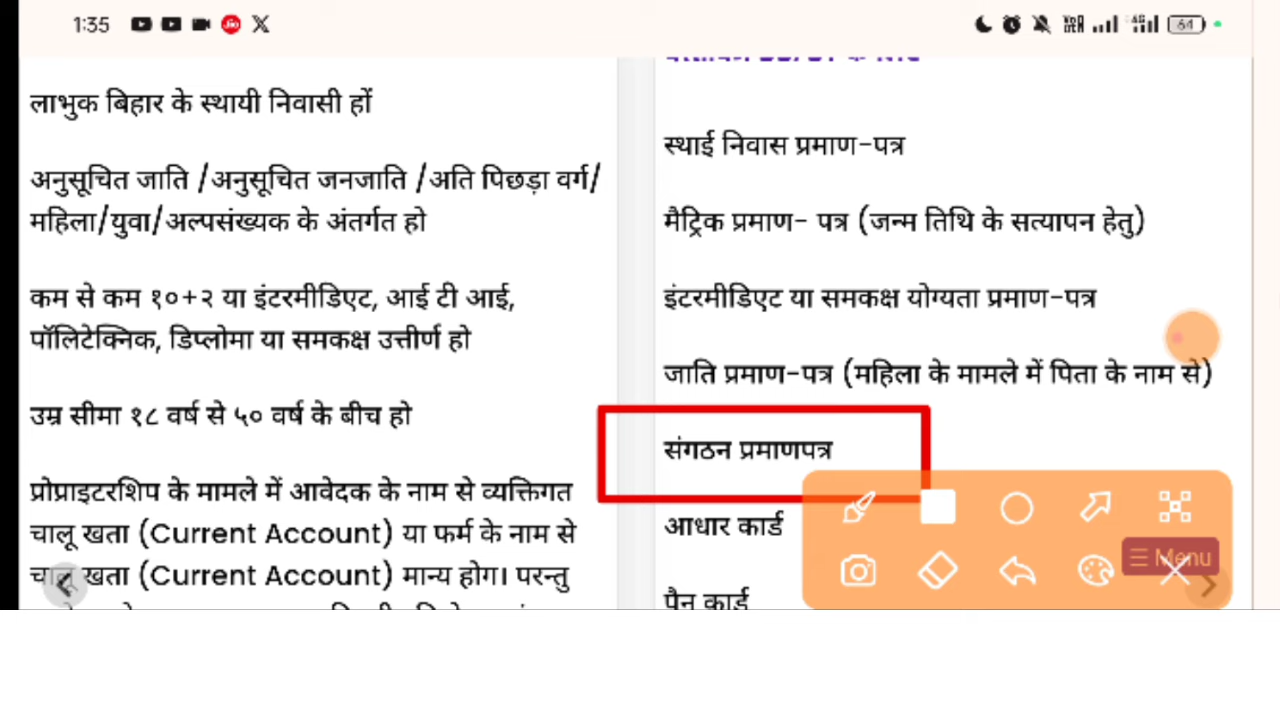 1:35
64
लाभुक बिहार के स्थायी निवासी हों
अनुसूचित जाति /अनुसूचित जनजाति /अति पिछड़ा वर्ग/
महिला/युवा/अल्पसंख्यक के अंतर्गत हो
कम से कम १०+२ या इंटरमीडिएट, आई टी आई,
पॉलिटेक्निक, डिप्लोमा या समकक्ष उत्तीर्ण हो
उम्र सीमा १८ वर्ष से ५० वर्ष के बीच हो
प्रोप्राइटरशिप के मामले में आवेदक के नाम से व्यक्तिगत
चालू खता (Current Account) या फर्म के नाम से
चालू खता (Current Account) मान्य होग। परन्तु
स्थाई निवास प्रमाण-पत्र
मैट्रिक प्रमाण- पत्र (जन्म तिथि के सत्यापन हेतु)
इंटरमीडिएट या समकक्ष योग्यता प्रमाण-पत्र
जाति प्रमाण-पत्र (महिला के मामले में पिता के नाम से)
संगठन प्रमाणपत्र
आधार कार्ड
पैन कार्ड
Menu